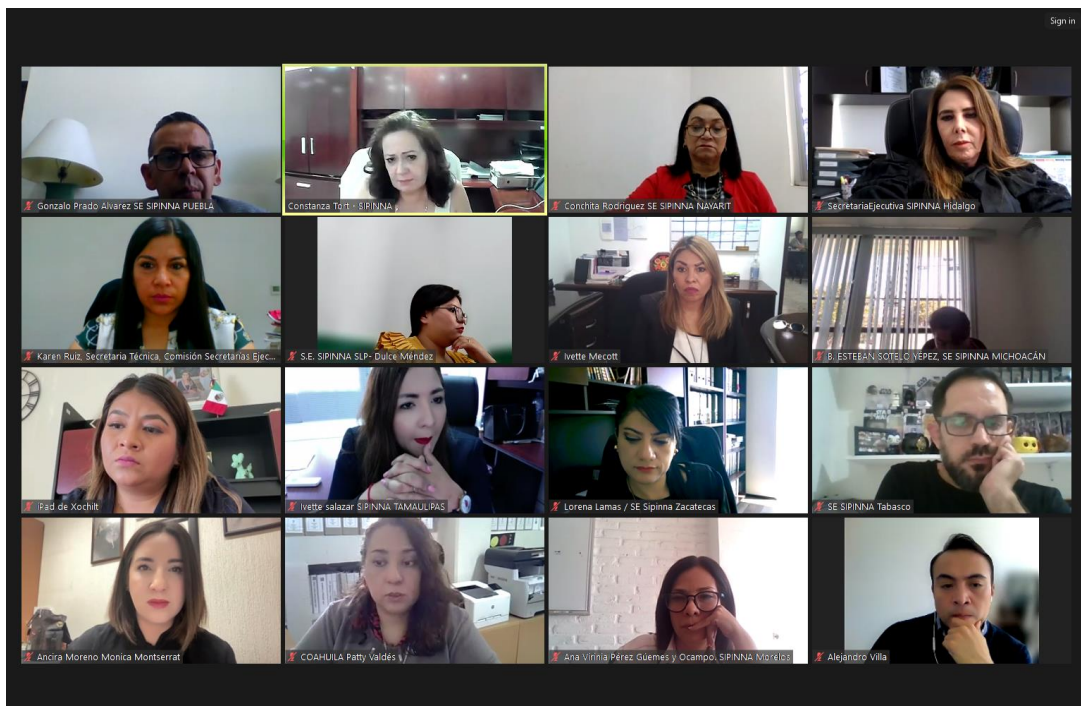 Sign in
Gonzalo Prado Alvarez SE SIPINNA PUEBLA
Constanza Tort - SIPINNA
Conchita Rodriguez SE SIPINNA NAYARIT
SecretariaEjecutiva SIPINNA Hidalgo
Karen Ruiz, Secretaria Técnica, Comisión Secretarías Ejec...
S.E. SIPINNA SLP- Dulce Méndez
Ivette Mecott
B. ESTEBAN SOTELO YÉPEZ, SE SIPINNA MICHOACÁN
iPad de Xochilt
Ivette salazar SIPINNA TAMAULIPAS
Lorena Lamas / SE Sipinna Zacatecas
SE SIPINNA Tabasco
Ancira Moreno Monica Montserrat
COAHUILA Patty Valdés
Ana Virinia Pérez Güemes y Ocampo. SIPINNA Morelos
Alejandro Villa